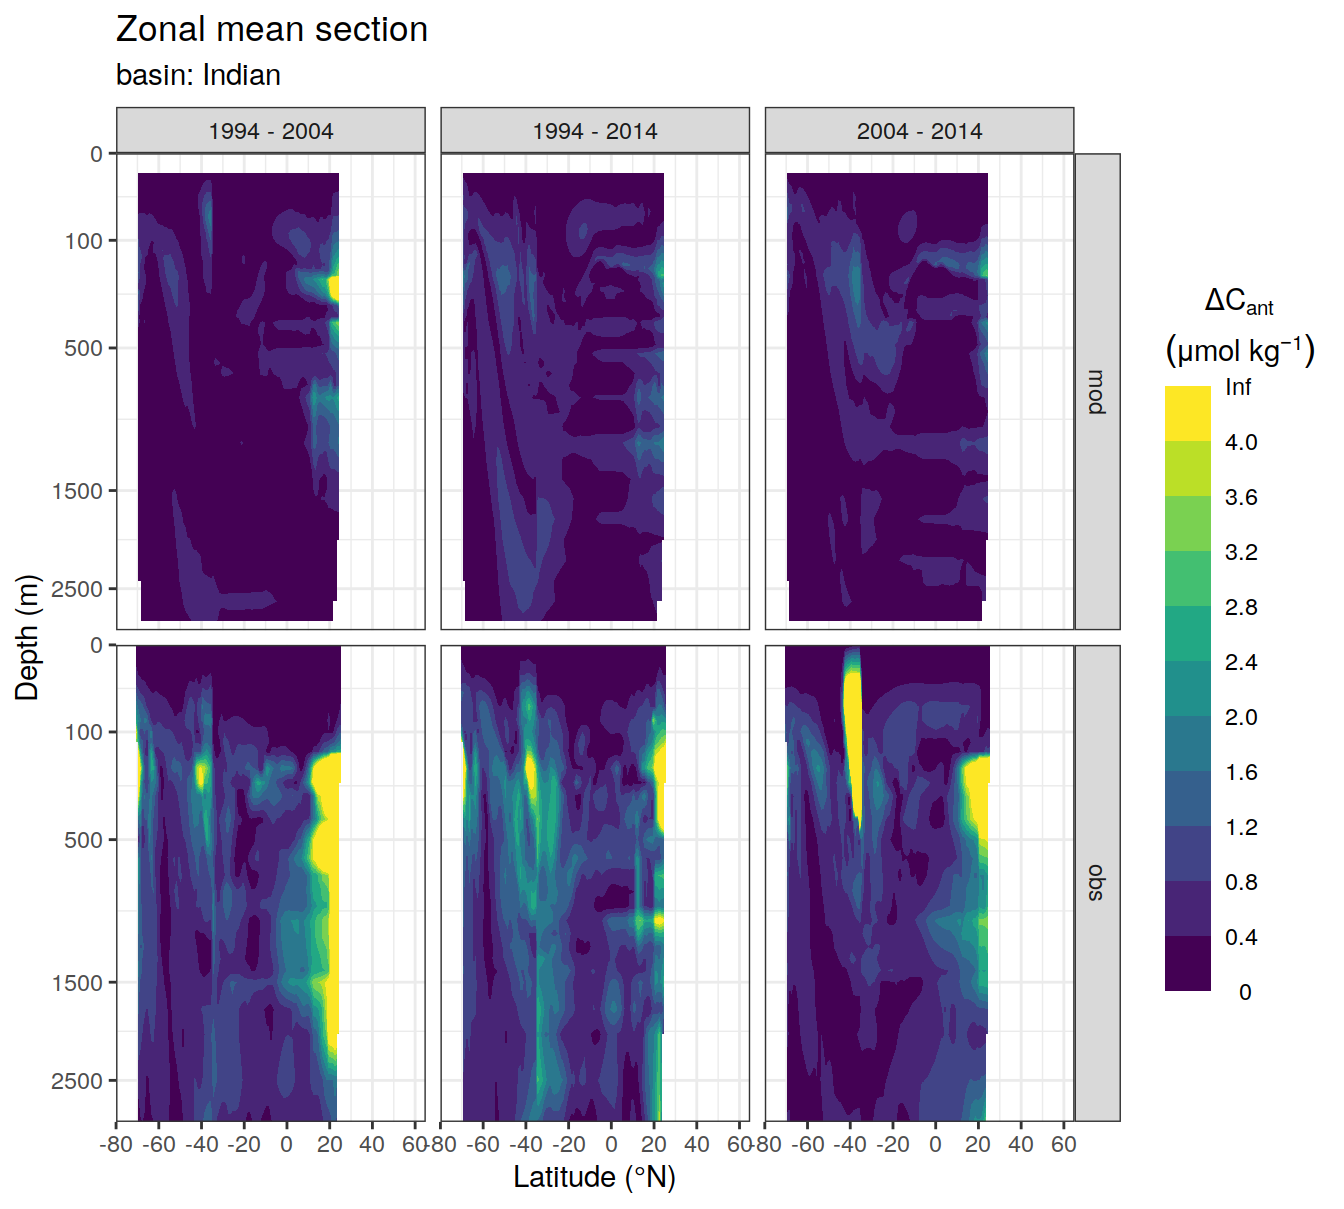 Zonal mean section
basin: Indian
1994 - 2004
1994 - 2014
2004 - 2014
0
100
500
1500
2500
mod
0
100
500
1500
2500
obs
Depth (m)
-80 -60 -40 -20 0 20 40 60
-80 -60 -40 -20 0 20 40 60
-80 -60 -40 -20 0 20 40 60
Latitude (°N)
ΔCant
(μmol kg−1)
Inf
4.0
3.6
3.2
2.8
2.4
2.0
1.6
1.2
0.8
0.4
0